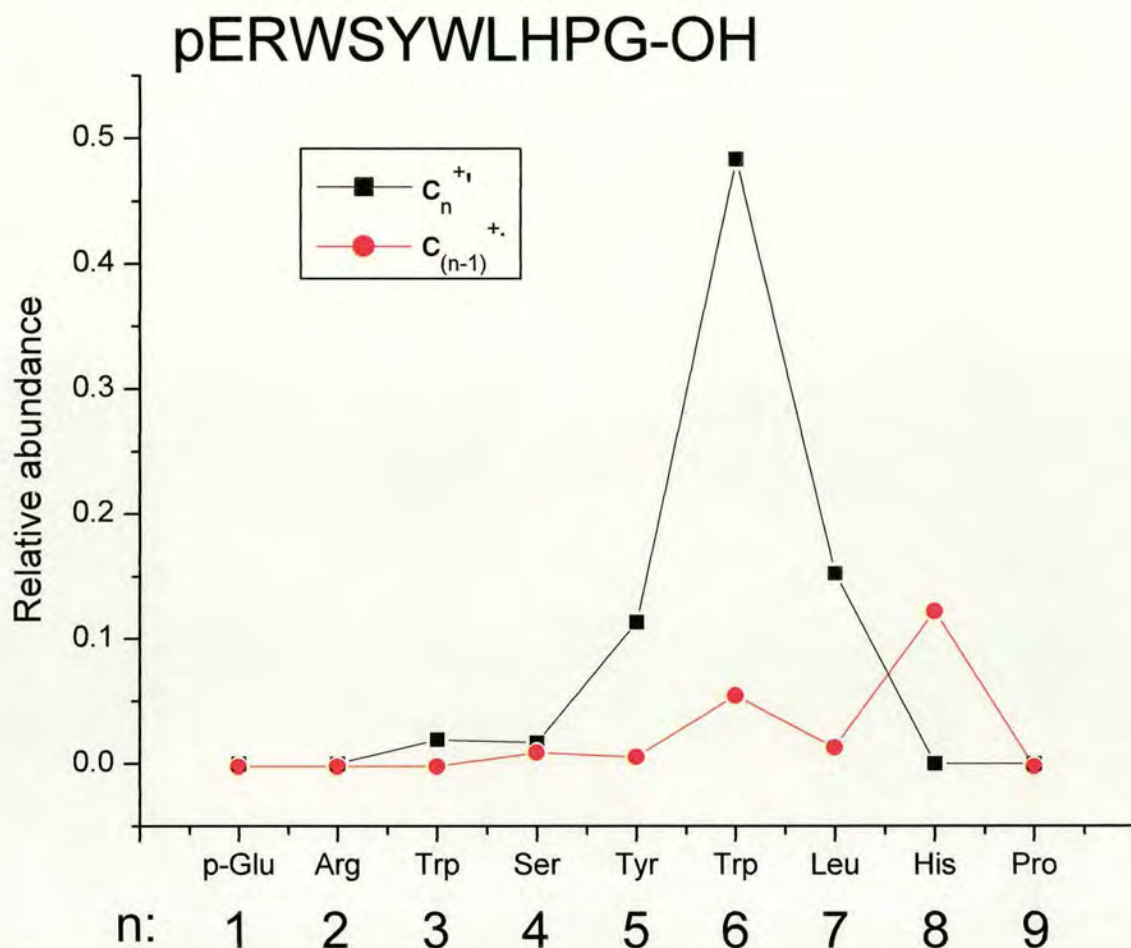 pERWSYWLHPG-OH
c_n^+'
c_(n-1)^+.
Relative abundance
0.5
0.4
0.3
0.2
0.1
0.0
p-Glu Arg Trp Ser Tyr Trp Leu His Pro
n: 1 2 3 4 5 6 7 8 9